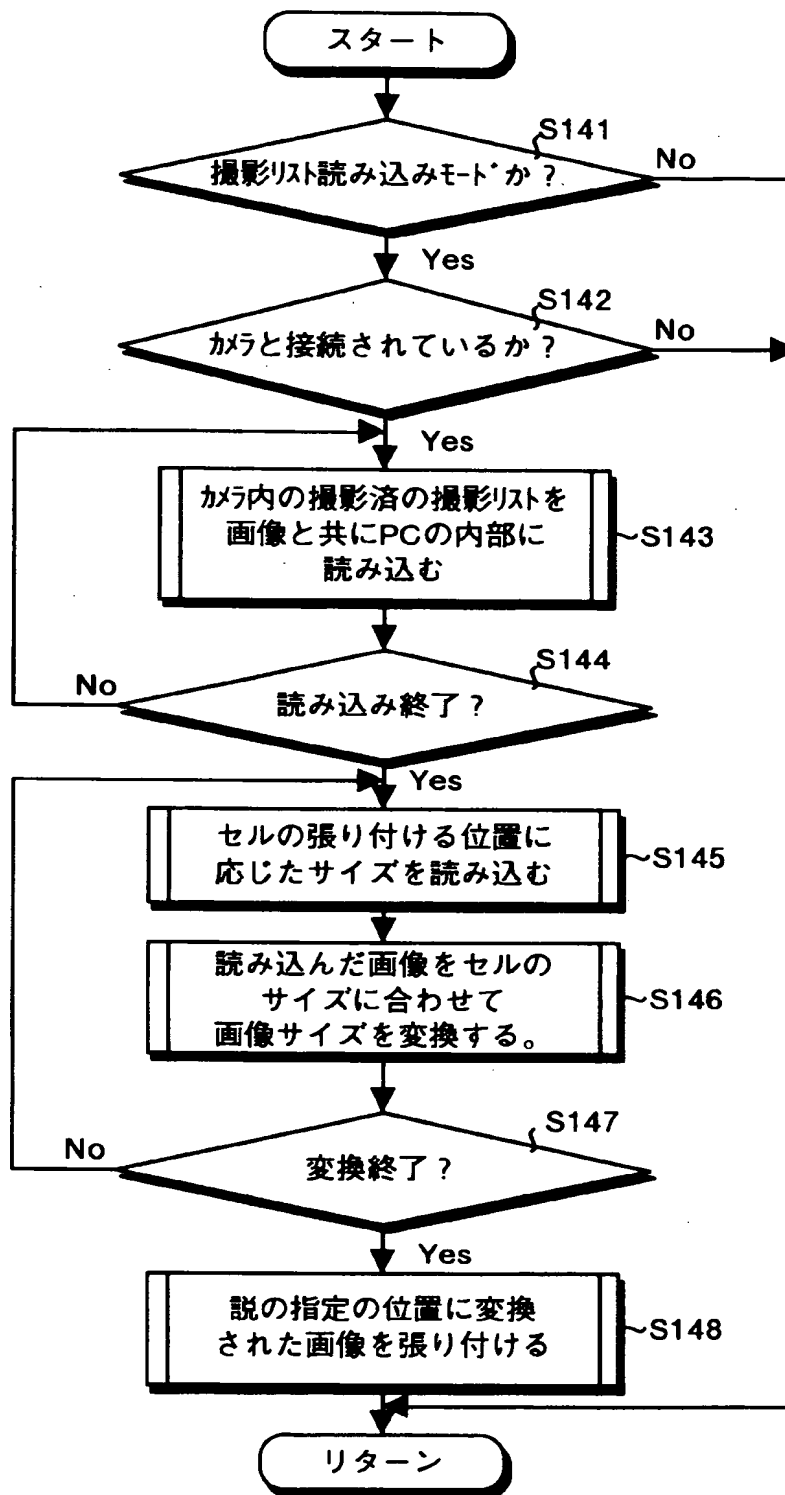 スタート
S141
撮影リスト読み込みモードか？
No
Yes
S142
カメラと接続されているか？
No
Yes
カメラ内の撮影済の撮影リストを
画像と共にPCの内部に
読み込む
S143
S144
No
読み込み終了？
Yes
セルの張り付ける位置に
応じたサイズを読み込む
S145
読み込んだ画像をセルの
サイズに合わせて
画像サイズを変換する。
S146
S147
No
変換終了？
Yes
説の指定の位置に変換
された画像を張り付ける
S148
リターン